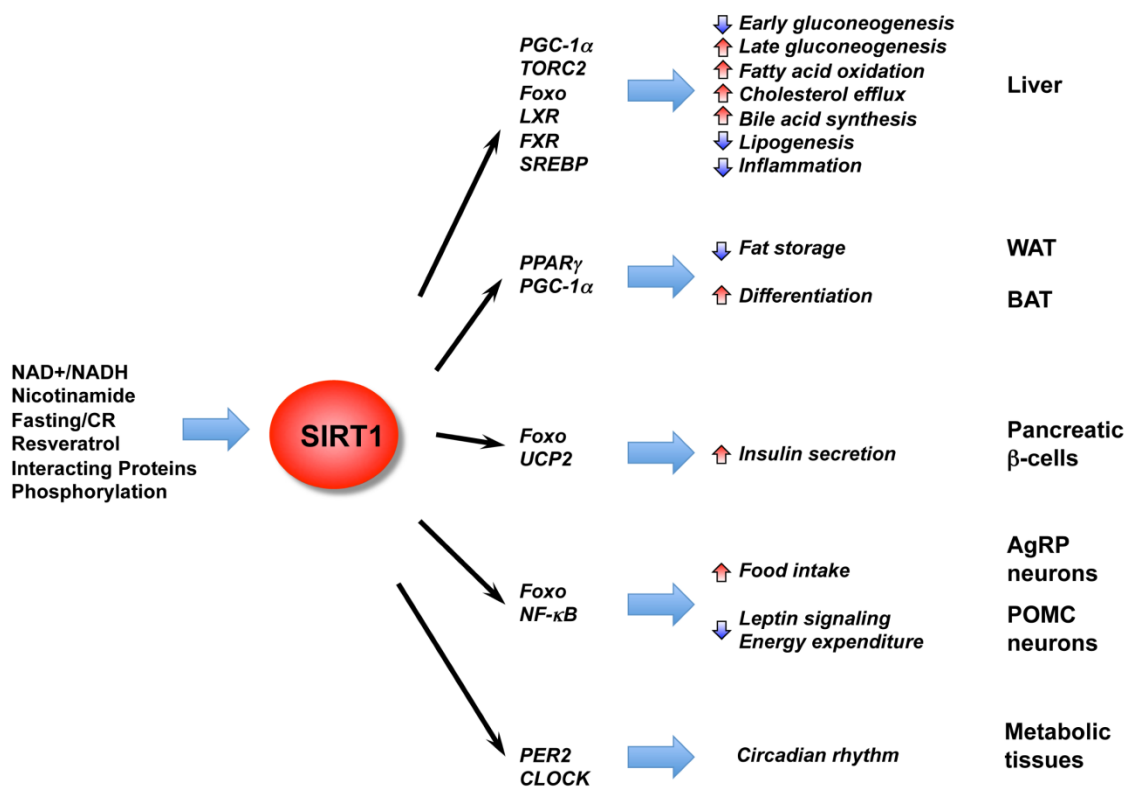 PGC-1α
TORC2
Foxo
LXR
FXR
SREBP
Early gluconeogenesis
Late gluconeogenesis
Fatty acid oxidation
Cholesterol efflux
Bile acid synthesis
Lipogenesis
Inflammation
Liver
PPARγ
PGC-1α
Fat storage
Differentiation
WAT
BAT
NAD+/NADH
Nicotinamide
Fasting/CR
Resveratrol
Interacting Proteins
Phosphorylation
SIRT1
Foxo
UCP2
Insulin secretion
Pancreatic
β-cells
Foxo
NF-κB
Food intake
Leptin signaling
Energy expenditure
AgRP
neurons
POMC
neurons
PER2
CLOCK
Circadian rhythm
Metabolic
tissues